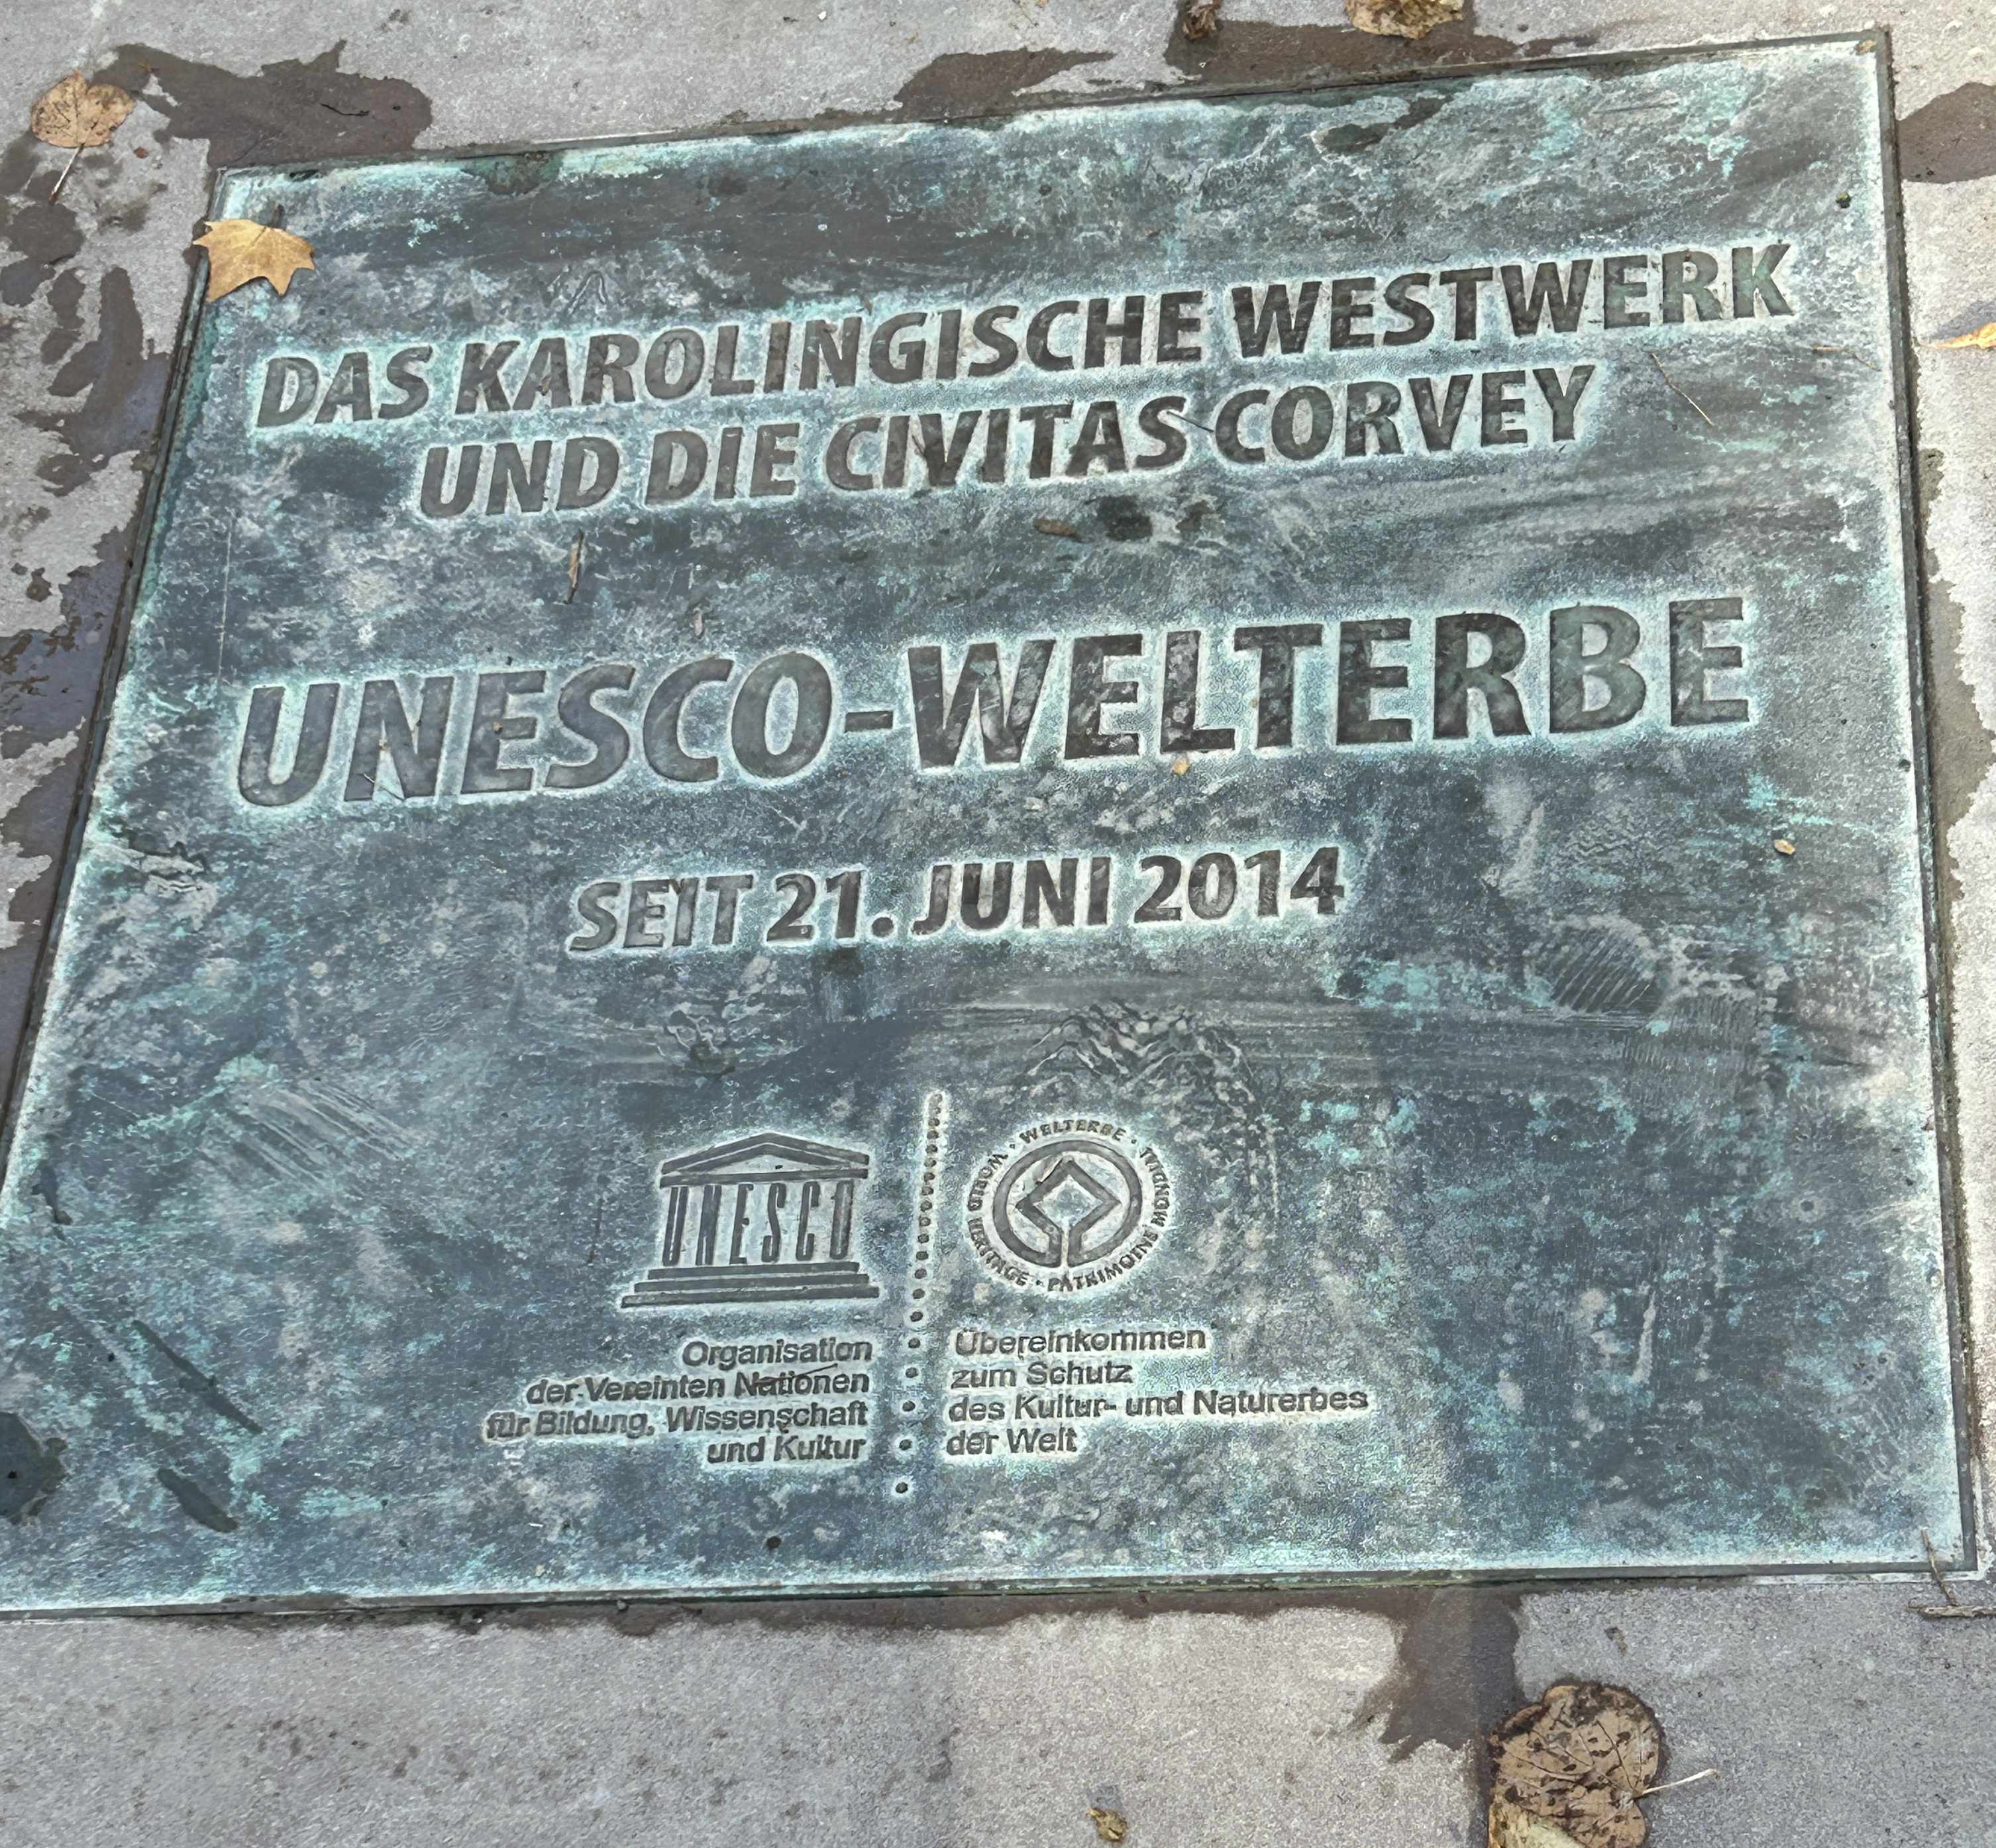 DAS KAROLINGISCHE WESTWERK
UND DIE CIVITAS CORVEY
UNESCO-WELTERBE
SEIT 21. JUNI 2014
UNESCO
Organisation
der Vereinten Nationen
für Bildung, Wissenschaft
und Kultur
WORLD HERITAGE · WELTERBE · PATRIMOINE MONDIAL
Übereinkommen
zum Schutz
des Kultur- und Naturerbes
der Welt